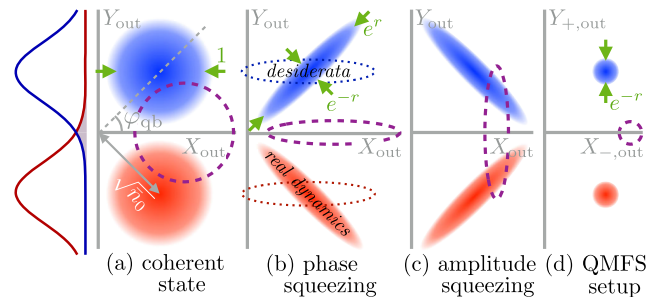 Y_out
Y_out
Y_out
Y_{+,out}
1
e^r
desiderata
e^{-r}
e^{-r}
φ_qb
X_out
X_out
X_out
X_{-,out}
√n_0
real dynamics
(a) coherent
state
(b) phase
squeezing
(c) amplitude
squeezing
(d) QMFS
setup